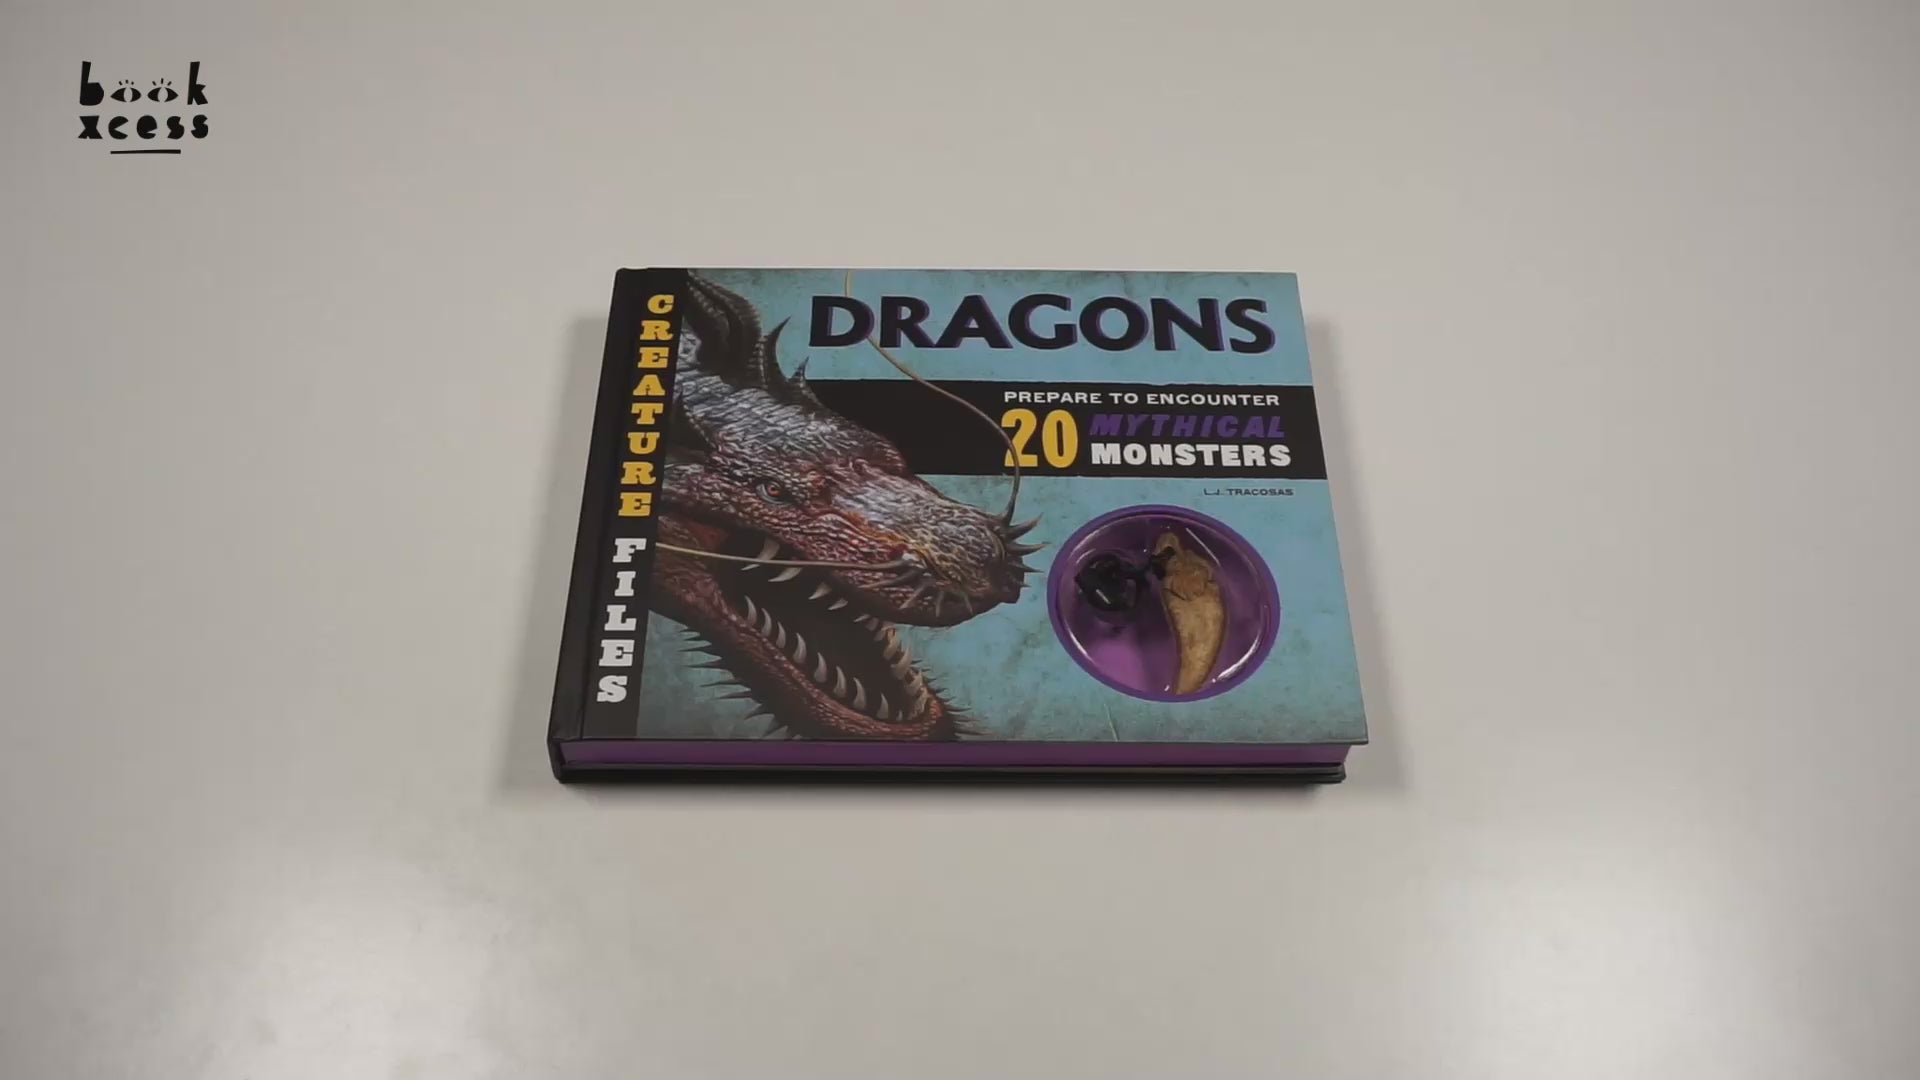 book
xcess
CREATURE FILES
DRAGONS
PREPARE TO ENCOUNTER
20 MYTHICAL
MONSTERS
L.J. TRACOSAS